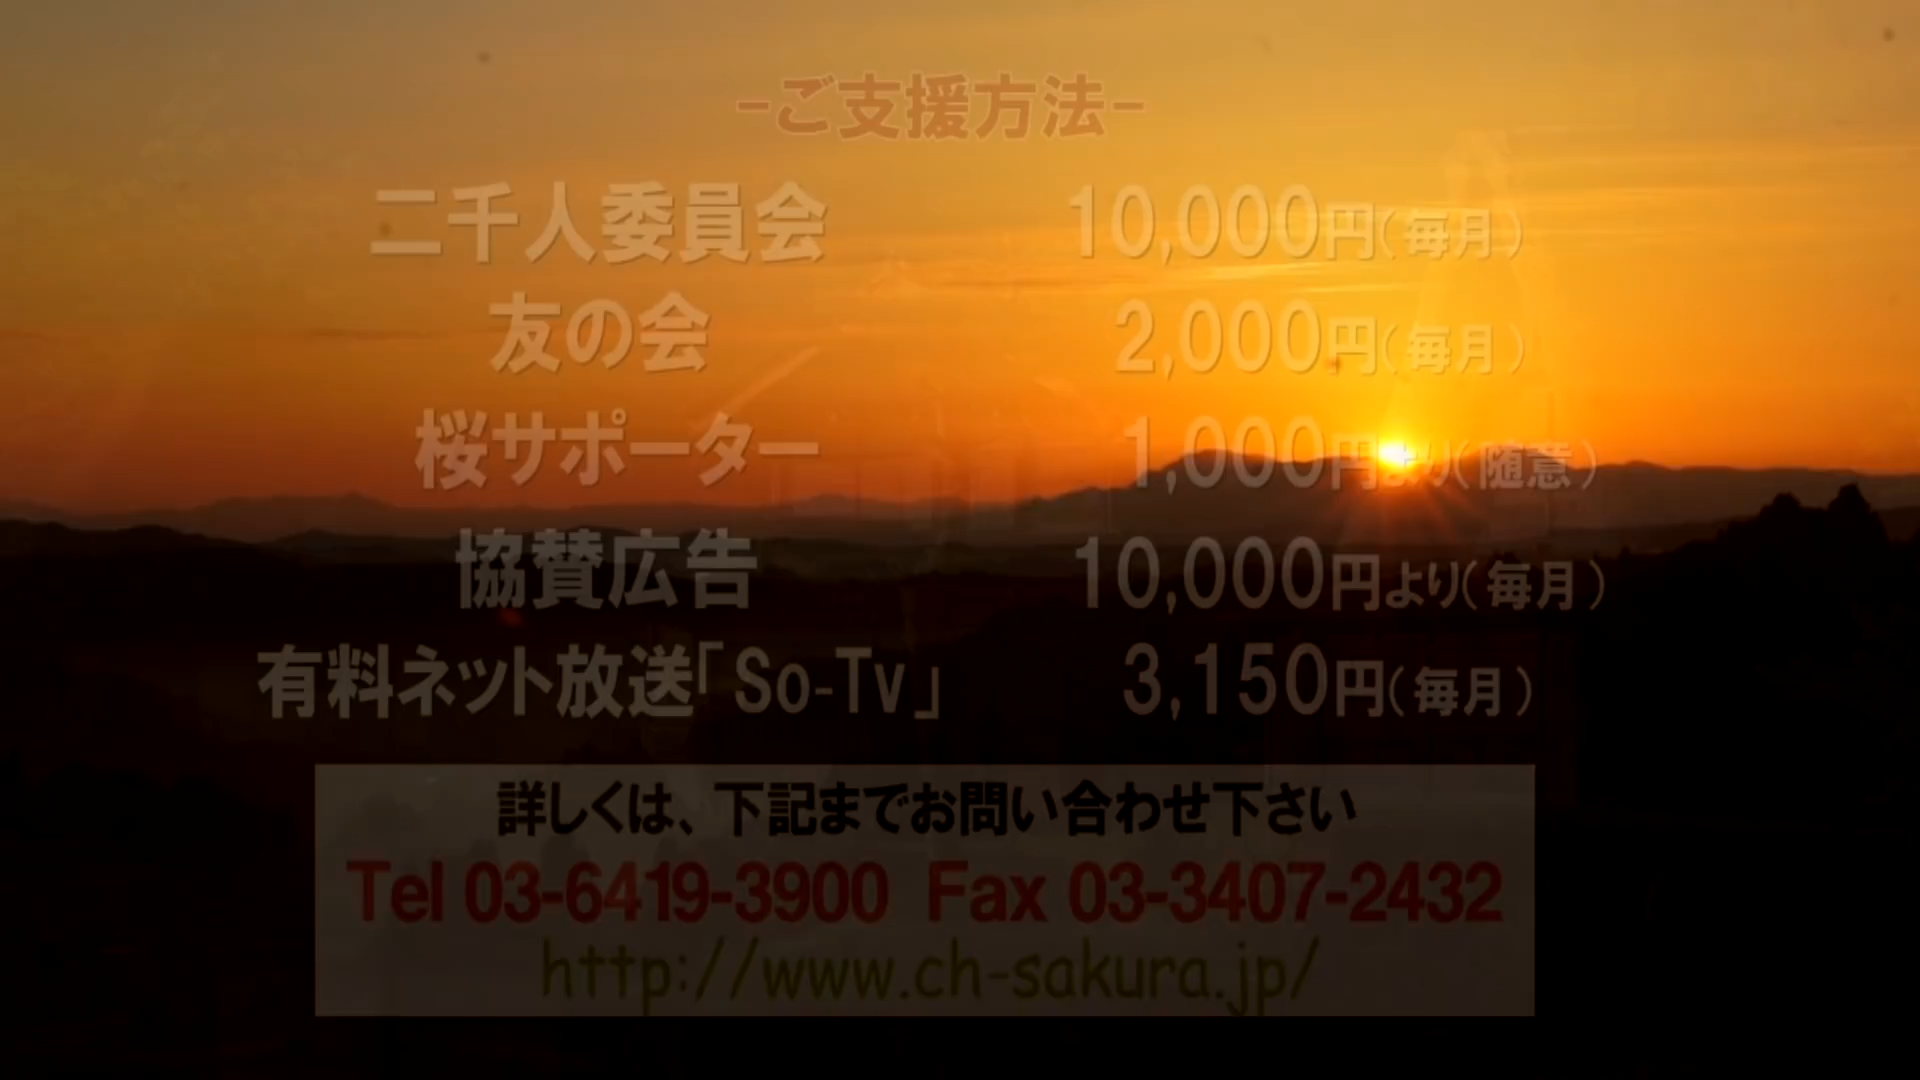 -ご支援方法-
二千人委員会 10,000円(毎月)
友の会 2,000円(毎月)
桜サポーター 1,000円より(随意)
協賛広告 10,000円より(毎月)
有料ネット放送「So-Tv」 3,150円(毎月)
詳しくは、下記までお問い合わせ下さい
Tel 03-6419-3900 Fax 03-3407-2432
http://www.ch-sakura.jp/